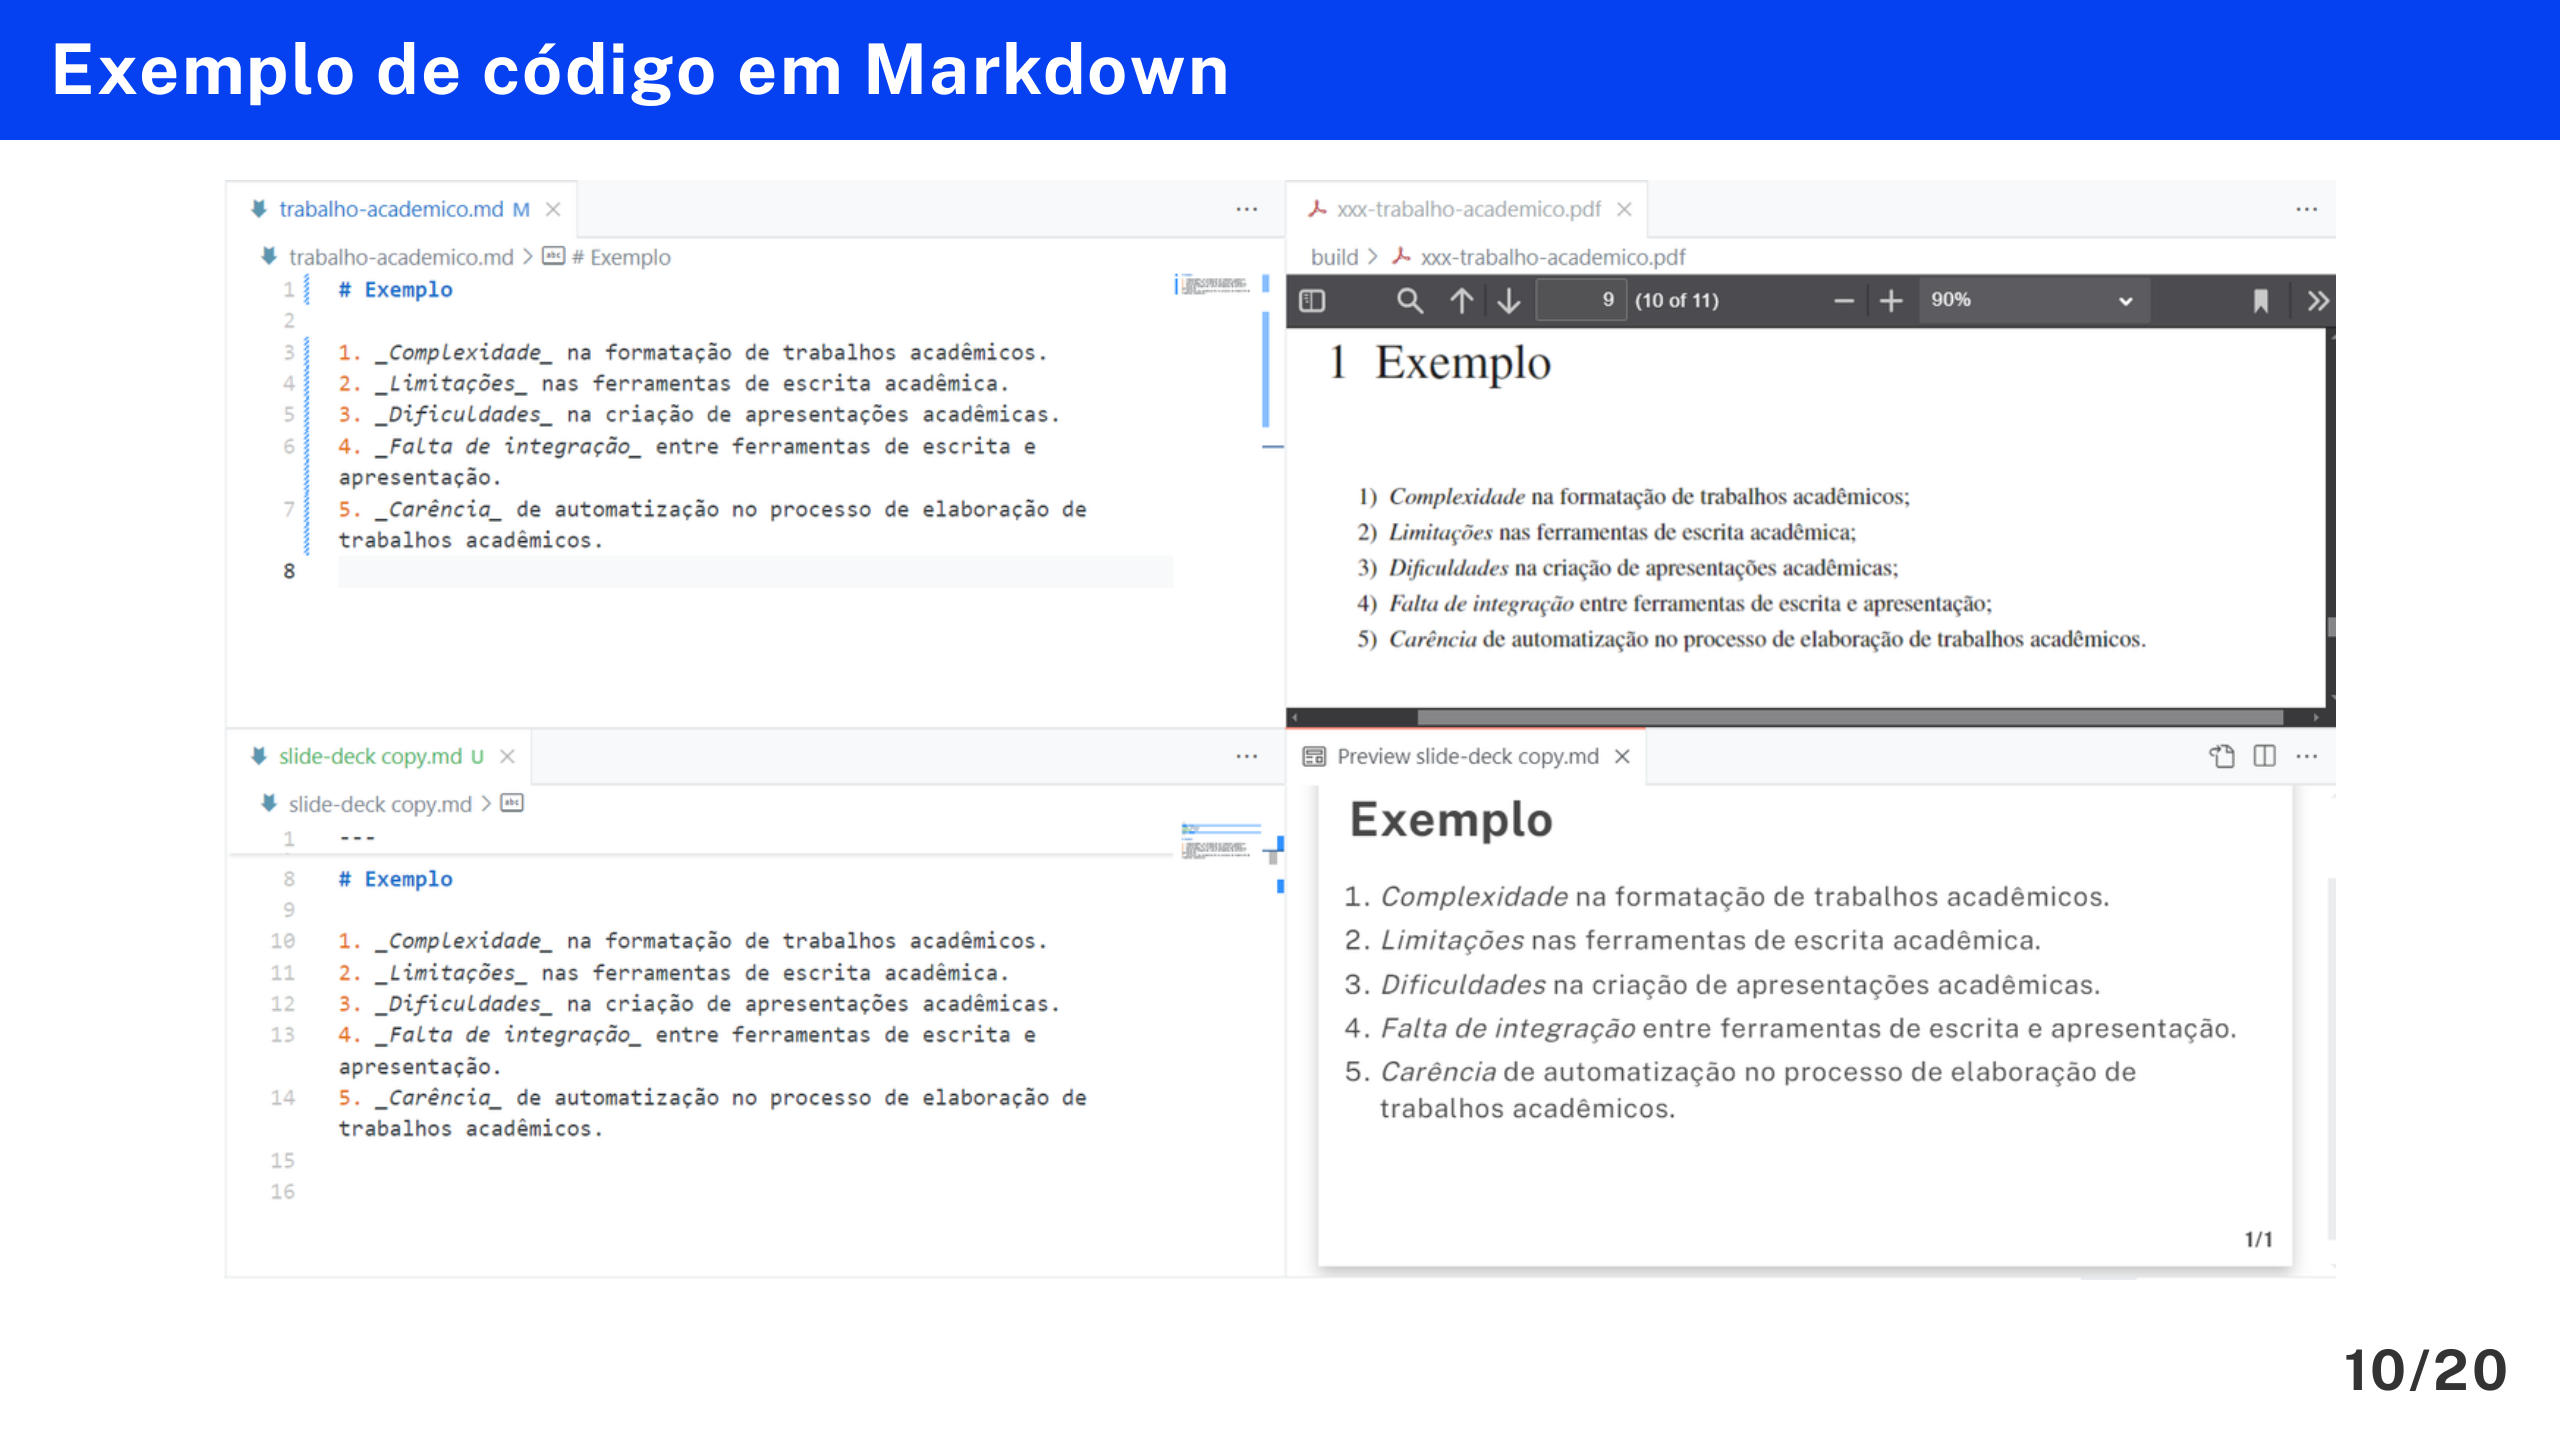 Exemplo de código em Markdown
trabalho-academico.md M
trabalho-academico.md > # Exemplo
1 # Exemplo
2
3 1. _Complexidade_ na formatação de trabalhos acadêmicos.
4 2. _Limitações_ nas ferramentas de escrita acadêmica.
5 3. _Dificuldades_ na criação de apresentações acadêmicas.
6 4. _Falta de integração_ entre ferramentas de escrita e
apresentação.
7 5. _Carência_ de automatização no processo de elaboração de
trabalhos acadêmicos.
8
xxx-trabalho-academico.pdf
build > xxx-trabalho-academico.pdf
9 (10 of 11) 90%
1 Exemplo
1) Complexidade na formatação de trabalhos acadêmicos;
2) Limitações nas ferramentas de escrita acadêmica;
3) Dificuldades na criação de apresentações acadêmicas;
4) Falta de integração entre ferramentas de escrita e apresentação;
5) Carência de automatização no processo de elaboração de trabalhos acadêmicos.
slide-deck copy.md U
slide-deck copy.md >
1 ---
8 # Exemplo
9
10 1. _Complexidade_ na formatação de trabalhos acadêmicos.
11 2. _Limitações_ nas ferramentas de escrita acadêmica.
12 3. _Dificuldades_ na criação de apresentações acadêmicas.
13 4. _Falta de integração_ entre ferramentas de escrita e
apresentação.
14 5. _Carência_ de automatização no processo de elaboração de
trabalhos acadêmicos.
15
16
Preview slide-deck copy.md
Exemplo
1. Complexidade na formatação de trabalhos acadêmicos.
2. Limitações nas ferramentas de escrita acadêmica.
3. Dificuldades na criação de apresentações acadêmicas.
4. Falta de integração entre ferramentas de escrita e apresentação.
5. Carência de automatização no processo de elaboração de
trabalhos acadêmicos.
1/1
10/20